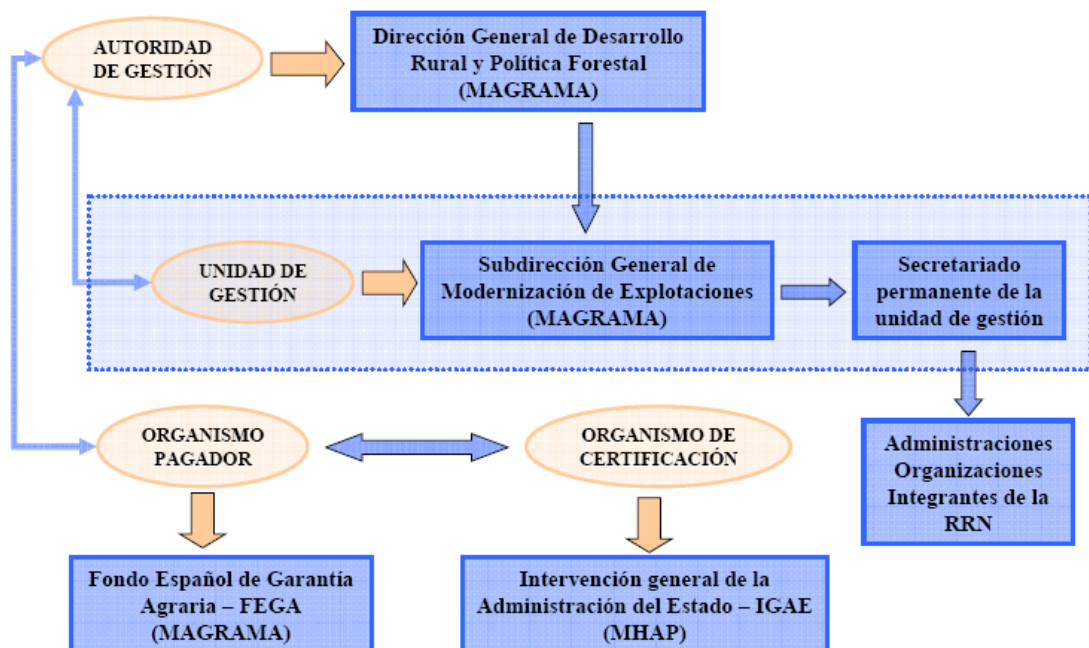 AUTORIDAD
DE GESTIÓN
Dirección General de Desarrollo
Rural y Política Forestal
(MAGRAMA)
UNIDAD DE
GESTIÓN
Subdirección General de
Modernización de Explotaciones
(MAGRAMA)
Secretariado
permanente de la
unidad de gestión
ORGANISMO
PAGADOR
ORGANISMO DE
CERTIFICACIÓN
Administraciones
Organizaciones
Integrantes de la
RRN
Fondo Español de Garantía
Agraria – FEGA
(MAGRAMA)
Intervención general de la
Administración del Estado – IGAE
(MHAP)